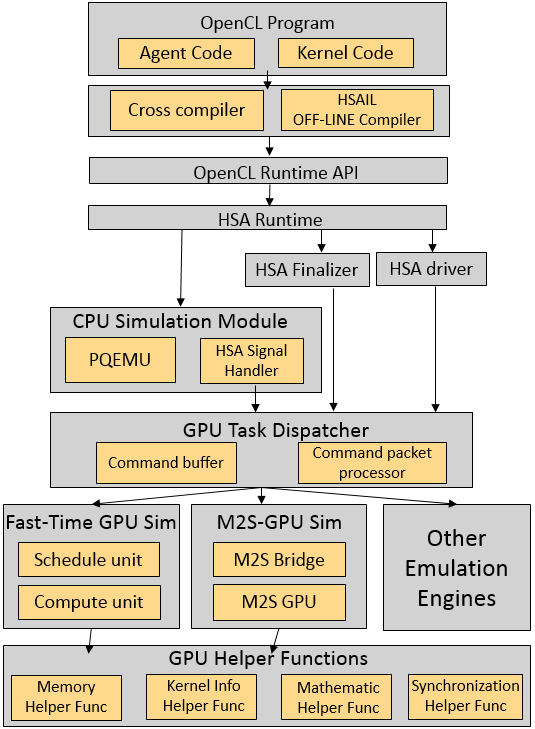 OpenCL Program
Agent Code
Kernel Code
Cross compiler
HSAIL
OFF-LINE Compiler
OpenCL Runtime API
HSA Runtime
HSA Finalizer
HSA driver
CPU Simulation Module
PQEMU
HSA Signal
Handler
GPU Task Dispatcher
Command buffer
Command packet
processor
Fast-Time GPU Sim
Schedule unit
Compute unit
M2S-GPU Sim
M2S Bridge
M2S GPU
Other
Emulation
Engines
GPU Helper Functions
Memory
Helper Func
Kernel Info
Helper Func
Mathematic
Helper Func
Synchronization
Helper Func